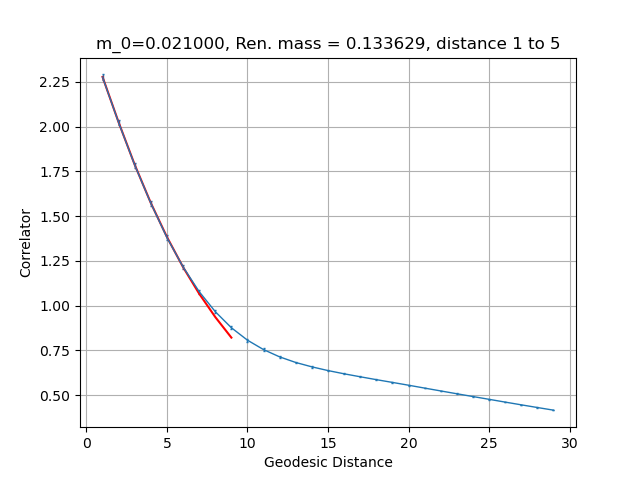 m_0=0.021000, Ren. mass = 0.133629, distance 1 to 5
2.25
2.00
1.75
1.50
1.25
1.00
0.75
0.50
Correlator
0 5 10 15 20 25 30
Geodesic Distance